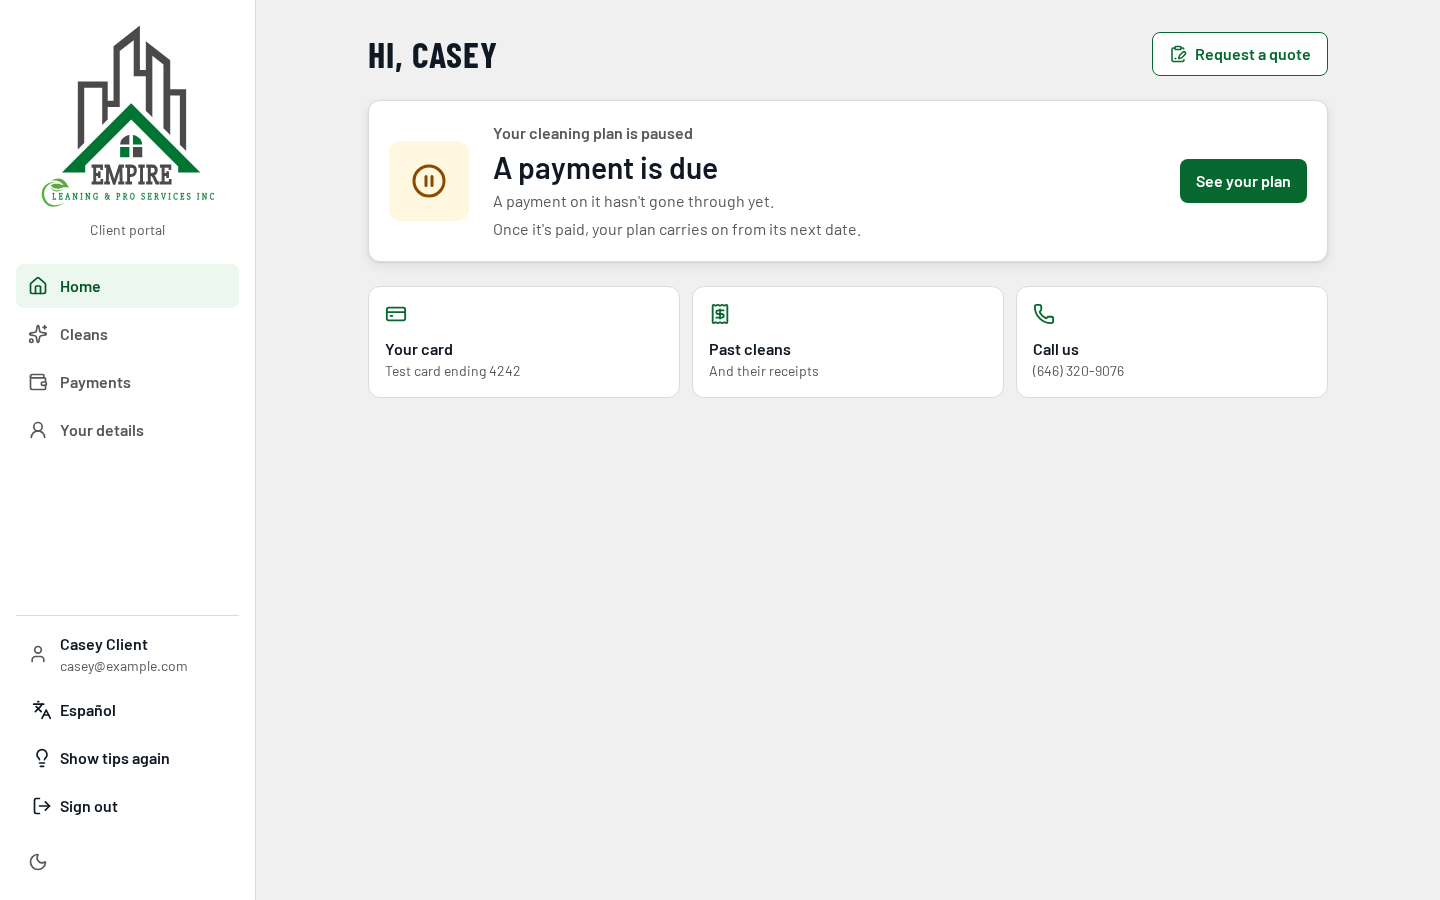 EMPIRE
CLEANING & PRO SERVICES INC
Client portal
Home
Cleans
Payments
Your details
Casey Client
casey@example.com
Español
Show tips again
Sign out
HI, CASEY
Request a quote
Your cleaning plan is paused
A payment is due
A payment on it hasn't gone through yet.
Once it's paid, your plan carries on from its next date.
See your plan
Your card
Test card ending 4242
Past cleans
And their receipts
Call us
(646) 320-9076